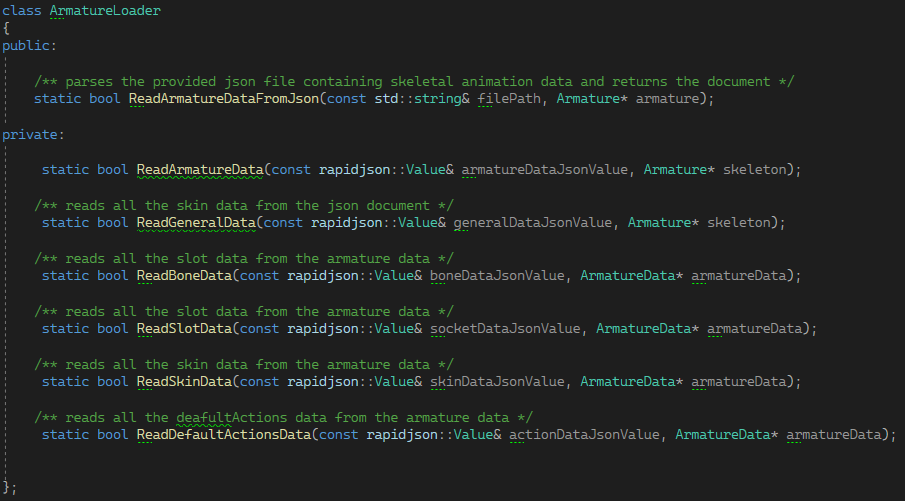 class ArmatureLoader
{
public:
/** parses the provided json file containing skeletal animation data and returns the document */
static bool ReadArmatureDataFromJson(const std::string& filePath, Armature* armature);
private:
static bool ReadArmatureData(const rapidjson::Value& armatureDataJsonValue, Armature* skeleton);
/** reads all the skin data from the json document */
static bool ReadGeneralData(const rapidjson::Value& generalDataJsonValue, Armature* skeleton);
/** reads all the slot data from the armature data */
static bool ReadBoneData(const rapidjson::Value& boneDataJsonValue, ArmatureData* armatureData);
/** reads all the slot data from the armature data */
static bool ReadSlotData(const rapidjson::Value& socketDataJsonValue, ArmatureData* armatureData);
/** reads all the skin data from the armature data */
static bool ReadSkinData(const rapidjson::Value& skinDataJsonValue, ArmatureData* armatureData);
/** reads all the deafultActions data from the armature data */
static bool ReadDefaultActionsData(const rapidjson::Value& actionDataJsonValue, ArmatureData* armatureData);
};